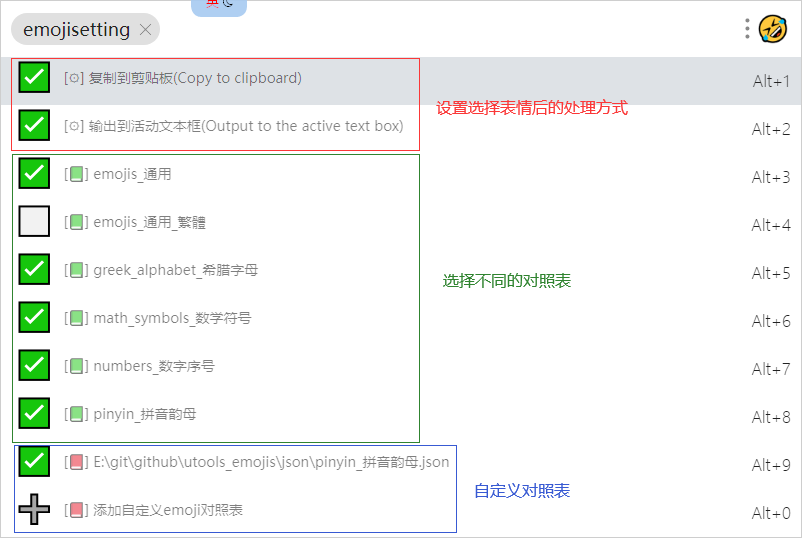 英
emojisetting ×
[⚙] 复制到剪贴板(Copy to clipboard) Alt+1
设置选择表情后的处理方式
[⚙] 输出到活动文本框(Output to the active text box) Alt+2
[📗] emojis_通用 Alt+3
[📗] emojis_通用_繁體 Alt+4
[📗] greek_alphabet_希腊字母 Alt+5
选择不同的对照表
[📗] math_symbols_数学符号 Alt+6
[📗] numbers_数字序号 Alt+7
[📗] pinyin_拼音韵母 Alt+8
[📕] E:\git\github\utools_emojis\json\pinyin_拼音韵母.json Alt+9
自定义对照表
[📕] 添加自定义emoji对照表 Alt+0